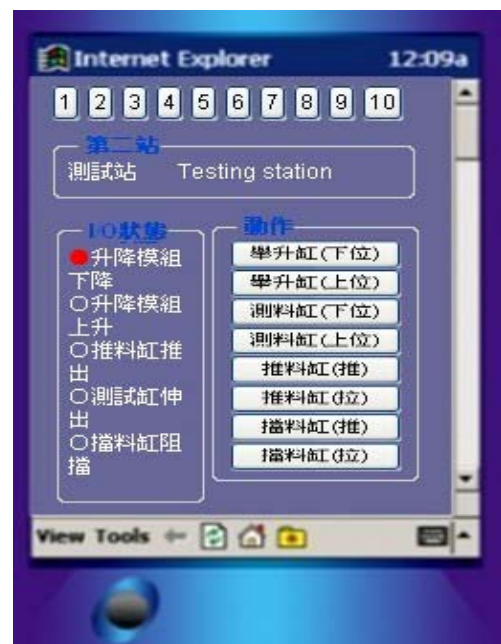 Internet Explorer 12:09a
1 2 3 4 5 6 7 8 9 10
第二站
測試站 Testing station
I/O狀態
●升降模組
下降
○升降模組
上升
○推料缸推
出
○測試缸伸
出
○擋料缸阻
擋
動作
舉升缸(下位)
舉升缸(上位)
測料缸(下位)
測料缸(上位)
推料缸(推)
推料缸(拉)
擋料缸(推)
擋料缸(拉)
View Tools